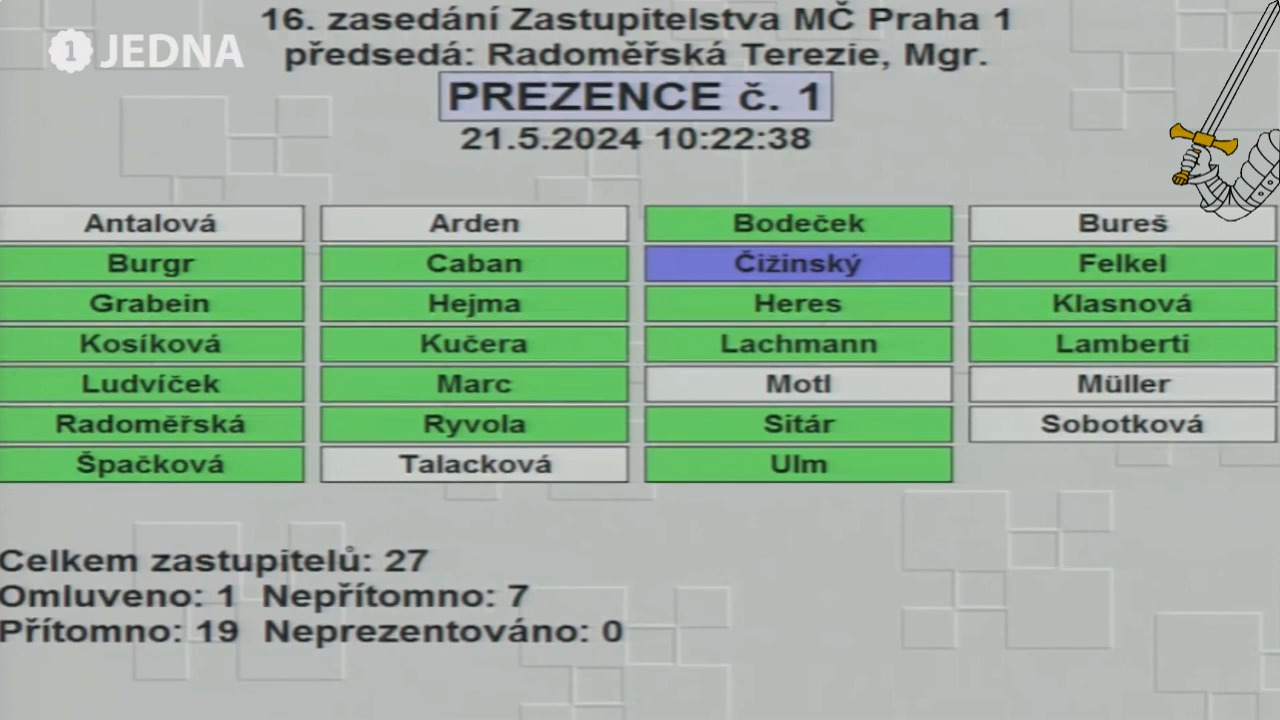 16. zasedání Zastupitelstva MČ Praha 1
1 JEDNA
předsedá: Radoměřská Terezie, Mgr.
PREZENCE č. 1
21.5.2024 10:22:38
Antalová Arden Bodeček Bureš
Burgr Caban Čižinský Felkel
Grabein Hejma Heres Klasnová
Kosíková Kučera Lachmann Lamberti
Ludvíček Marc Motl Müller
Radoměřská Ryvola Sitár Sobotková
Špačková Talacková Ulm
Celkem zastupitelů: 27
Omluveno: 1 Nepřítomno: 7
Přítomno: 19 Neprezentováno: 0